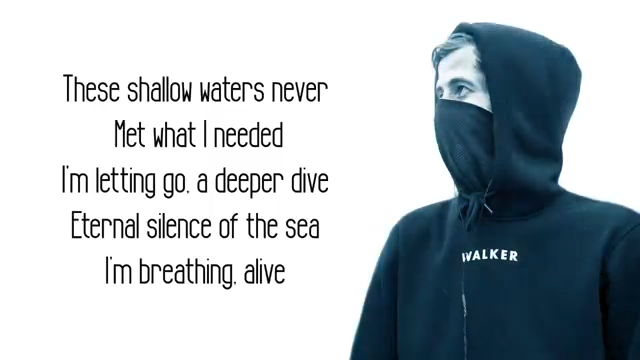 These shallow waters never
Met what I needed
I'm letting go, a deeper dive
Eternal silence of the sea
I'm breathing, alive
WALKER